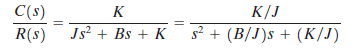 C(s)/R(s) = K/(Js² + Bs + K) = (K/J)/(s² + (B/J)s + (K/J))